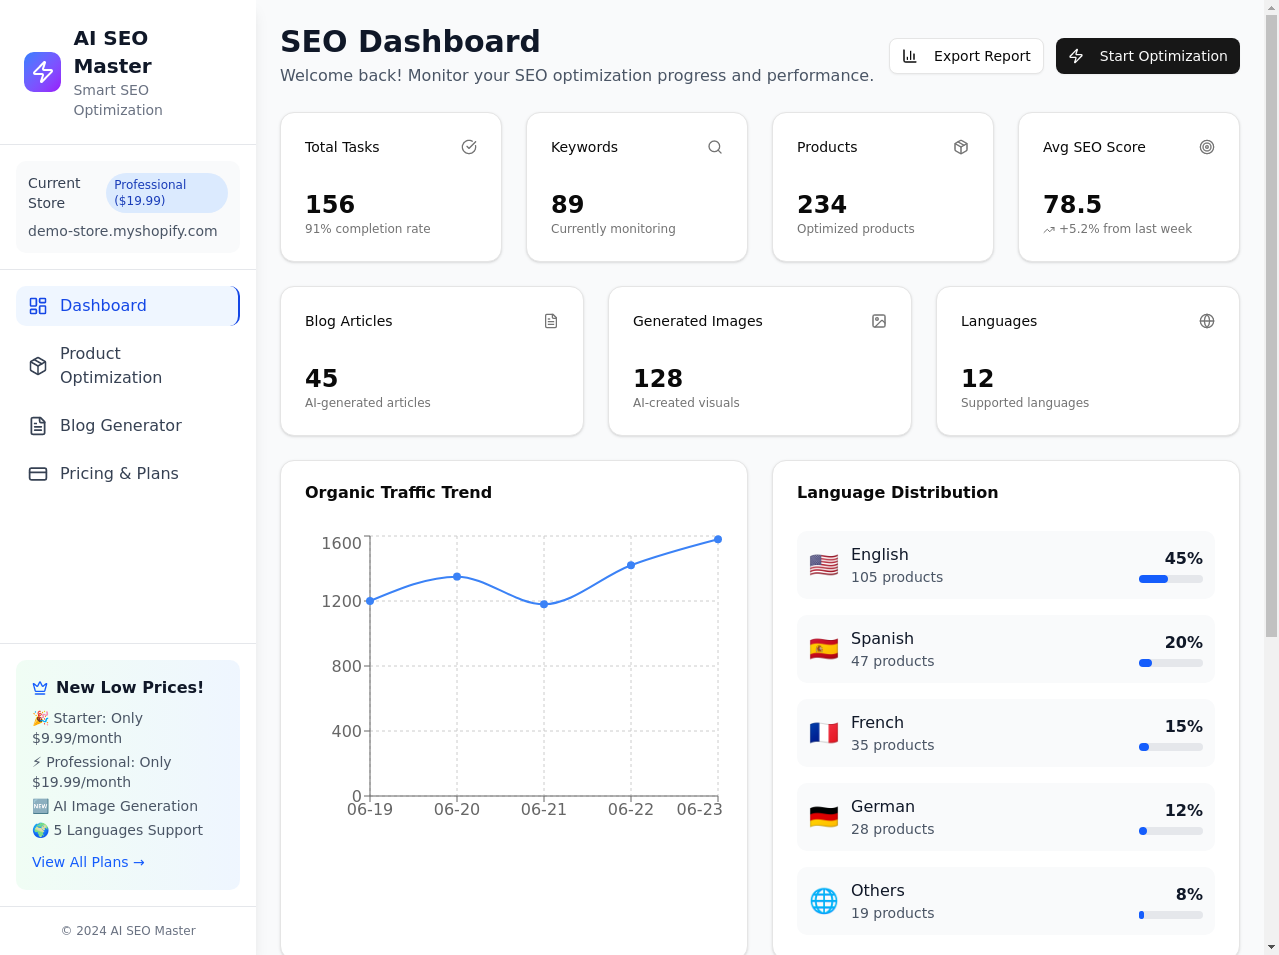 AI SEO
Master
Smart SEO
Optimization
Current
Store
Professional
($19.99)
demo-store.myshopify.com
Dashboard
Product
Optimization
Blog Generator
Pricing & Plans
New Low Prices!
🎉 Starter: Only
$9.99/month
⚡ Professional: Only
$19.99/month
🆕 AI Image Generation
🌍 5 Languages Support
View All Plans →
© 2024 AI SEO Master
SEO Dashboard
Welcome back! Monitor your SEO optimization progress and performance.
Export Report
Start Optimization
Total Tasks
156
91% completion rate
Keywords
89
Currently monitoring
Products
234
Optimized products
Avg SEO Score
78.5
+5.2% from last week
Blog Articles
45
AI-generated articles
Generated Images
128
AI-created visuals
Languages
12
Supported languages
Organic Traffic Trend
1600
1200
800
400
0
06-19 06-20 06-21 06-22 06-23
Language Distribution
English
105 products
45%
Spanish
47 products
20%
French
35 products
15%
German
28 products
12%
Others
19 products
8%